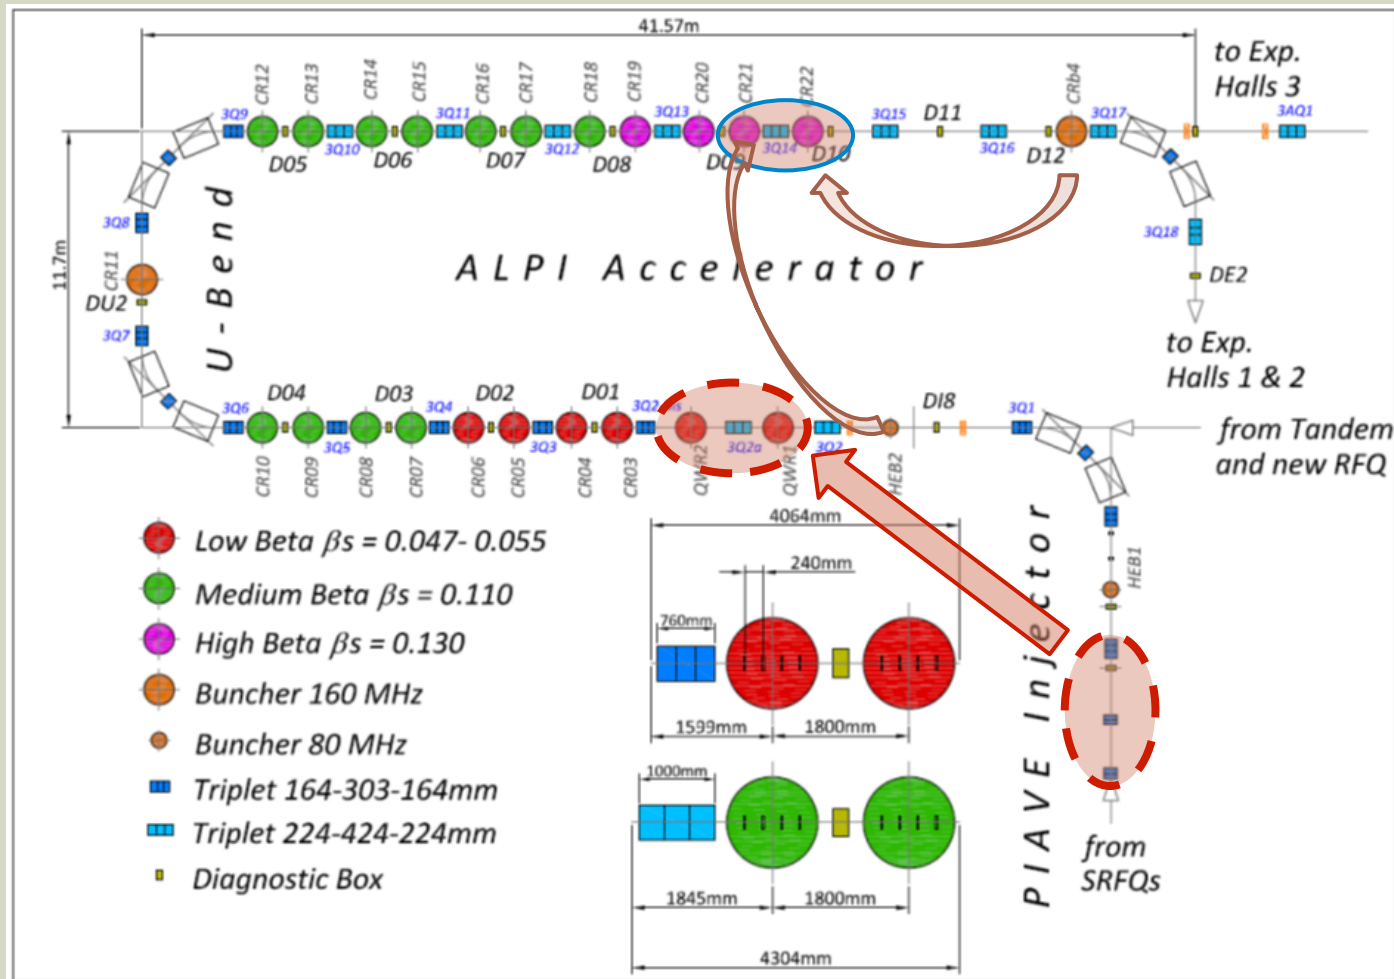 41.57m
to Exp.
Halls 3
CR12
CR13
CR14
CR15
CR16
CR17
CR18
CR19
CR20
CR21
CR22
CRb4
3Q9
3Q11
3Q13
3Q15
D11
3Q17
3AQ1
3Q10
3Q12
3Q14
3Q16
D05
D06
D07
D08
D09
D10
D12
3Q8
3Q18
11.7m
CR11
U-Bend
ALPI Accelerator
DE2
DU2
3Q7
to Exp.
Halls 1 & 2
D04
D03
D02
D01
DI8
3Q6
3Q4
3Q1
from Tandem
and new RFQ
3Q5
3Q3
3Q2a
3Q2
CR10
CR09
CR08
CR07
CR06
CR05
CR04
CR03
QWR2
QWR1
HEB2
HEB1
PIAVE Injector
Low Beta βs = 0.047- 0.055
Medium Beta βs = 0.110
High Beta βs = 0.130
Buncher 160 MHz
Buncher 80 MHz
Triplet 164-303-164mm
Triplet 224-424-224mm
Diagnostic Box
4064mm
240mm
760mm
1599mm
1800mm
1000mm
1845mm
1800mm
4304mm
from
SRFQs